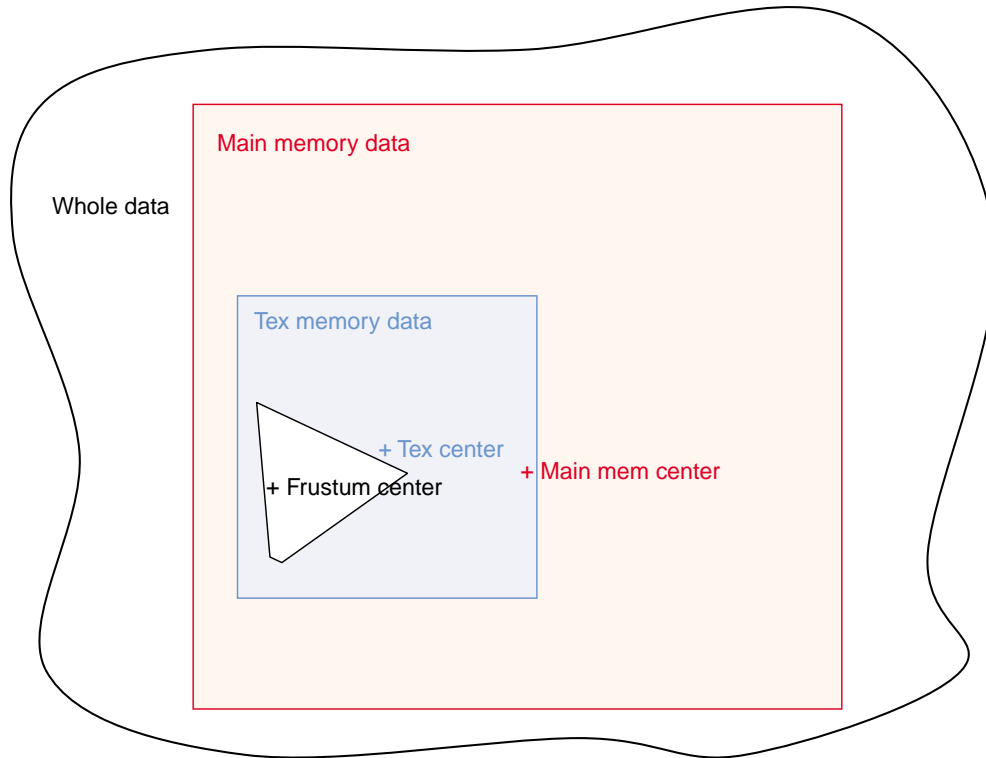 Main memory data
Whole data
Tex memory data
+ Tex center
+ Main mem center
+ Frustum center